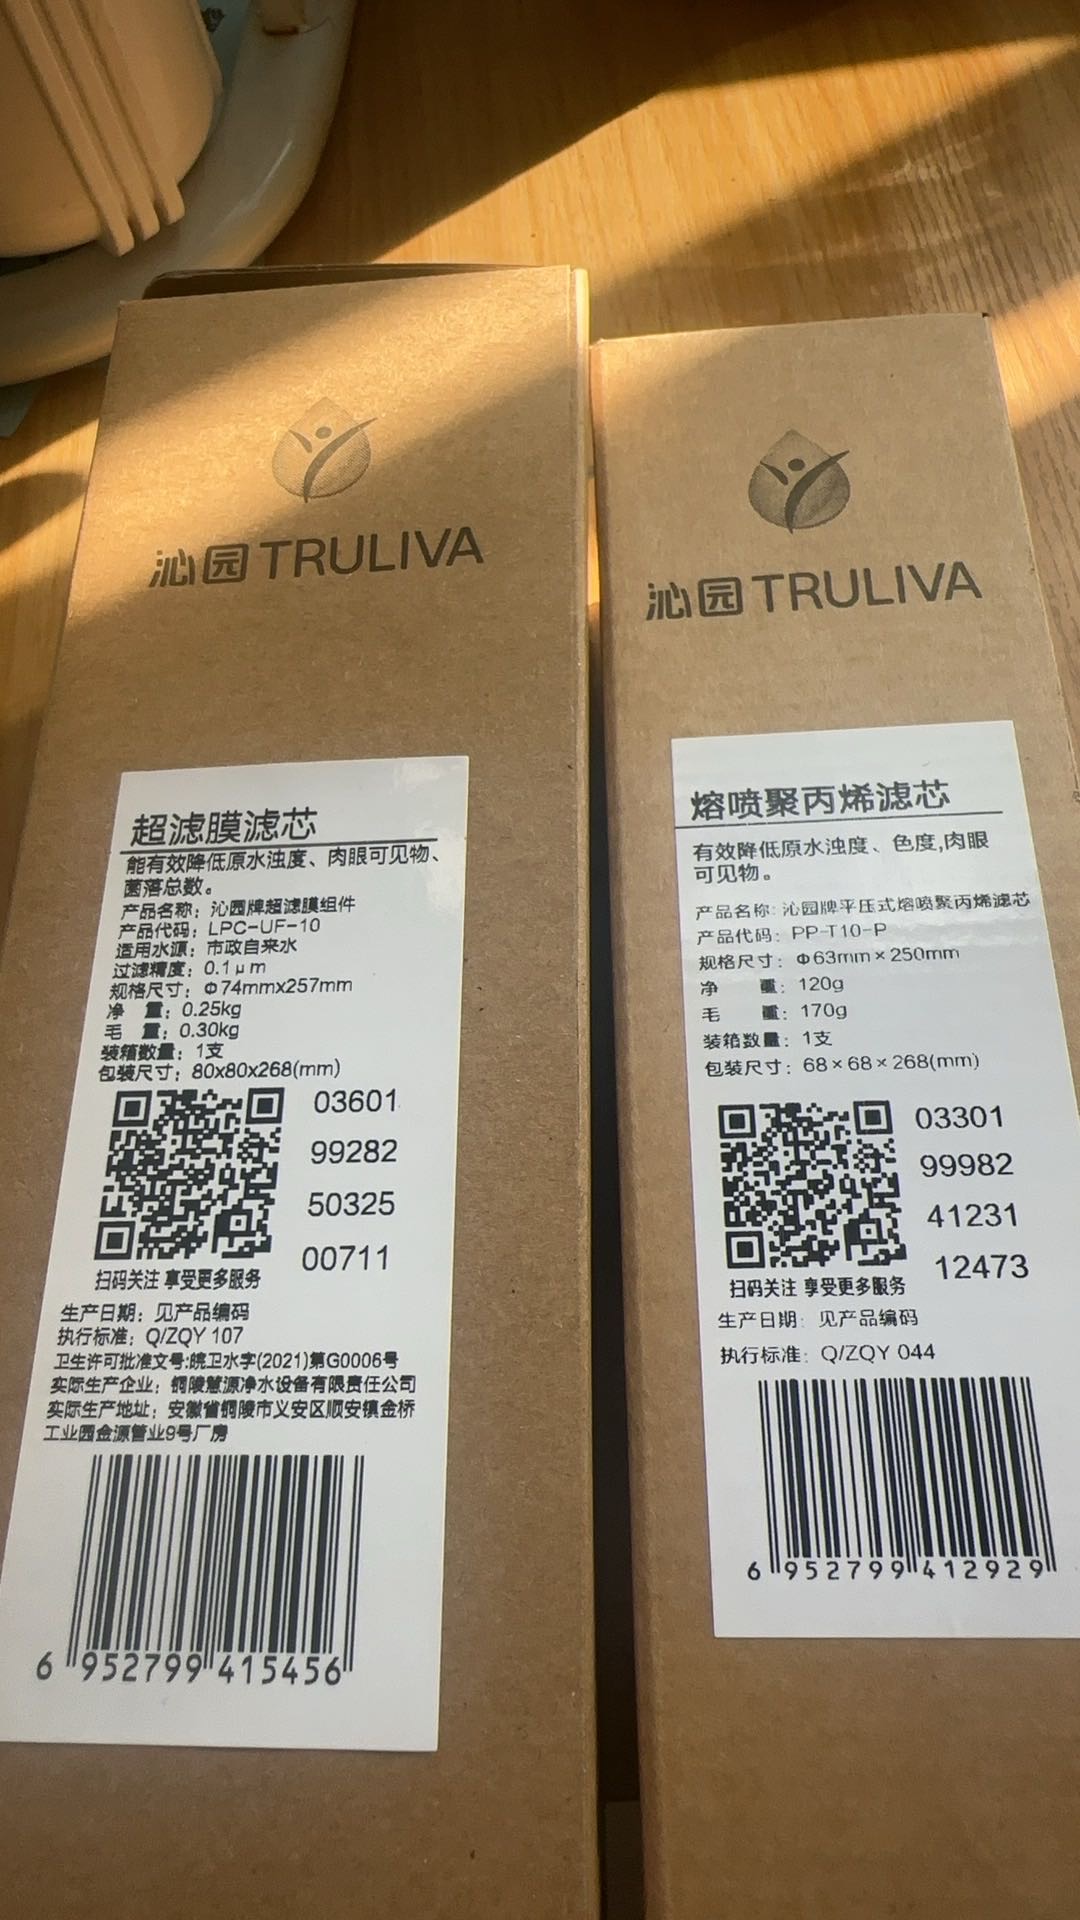 沁园 TRULIVA
超滤膜滤芯
能有效降低原水浊度、肉眼可见物、
菌落总数。
产品名称：沁园牌超滤膜组件
产品代码：LPC-UF-10
适用水源：市政自来水
过滤精度：0.1μm
规格尺寸：Φ74mmx257mm
净 重：0.25kg
毛 重：0.30kg
装箱数量：1支
包装尺寸：80x80x268(mm)
03601
99282
50325
00711
扫码关注 享受更多服务
生产日期：见产品编码
执行标准：Q/ZQY 107
卫生许可批准文号:皖卫水字(2021)第G0006号
实际生产企业：铜陵慧源净水设备有限责任公司
实际生产地址：安徽省铜陵市义安区顺安镇金桥
工业园金源管业9号厂房
6 952799 415456
沁园 TRULIVA
熔喷聚丙烯滤芯
有效降低原水浊度、色度,肉眼
可见物。
产品名称：沁园牌平压式熔喷聚丙烯滤芯
产品代码：PP-T10-P
规格尺寸：Φ63mm×250mm
净 重：120g
毛 重：170g
装箱数量：1支
包装尺寸：68×68×268(mm)
03301
99982
41231
12473
扫码关注 享受更多服务
生产日期：见产品编码
执行标准：Q/ZQY 044
6 952799 412929